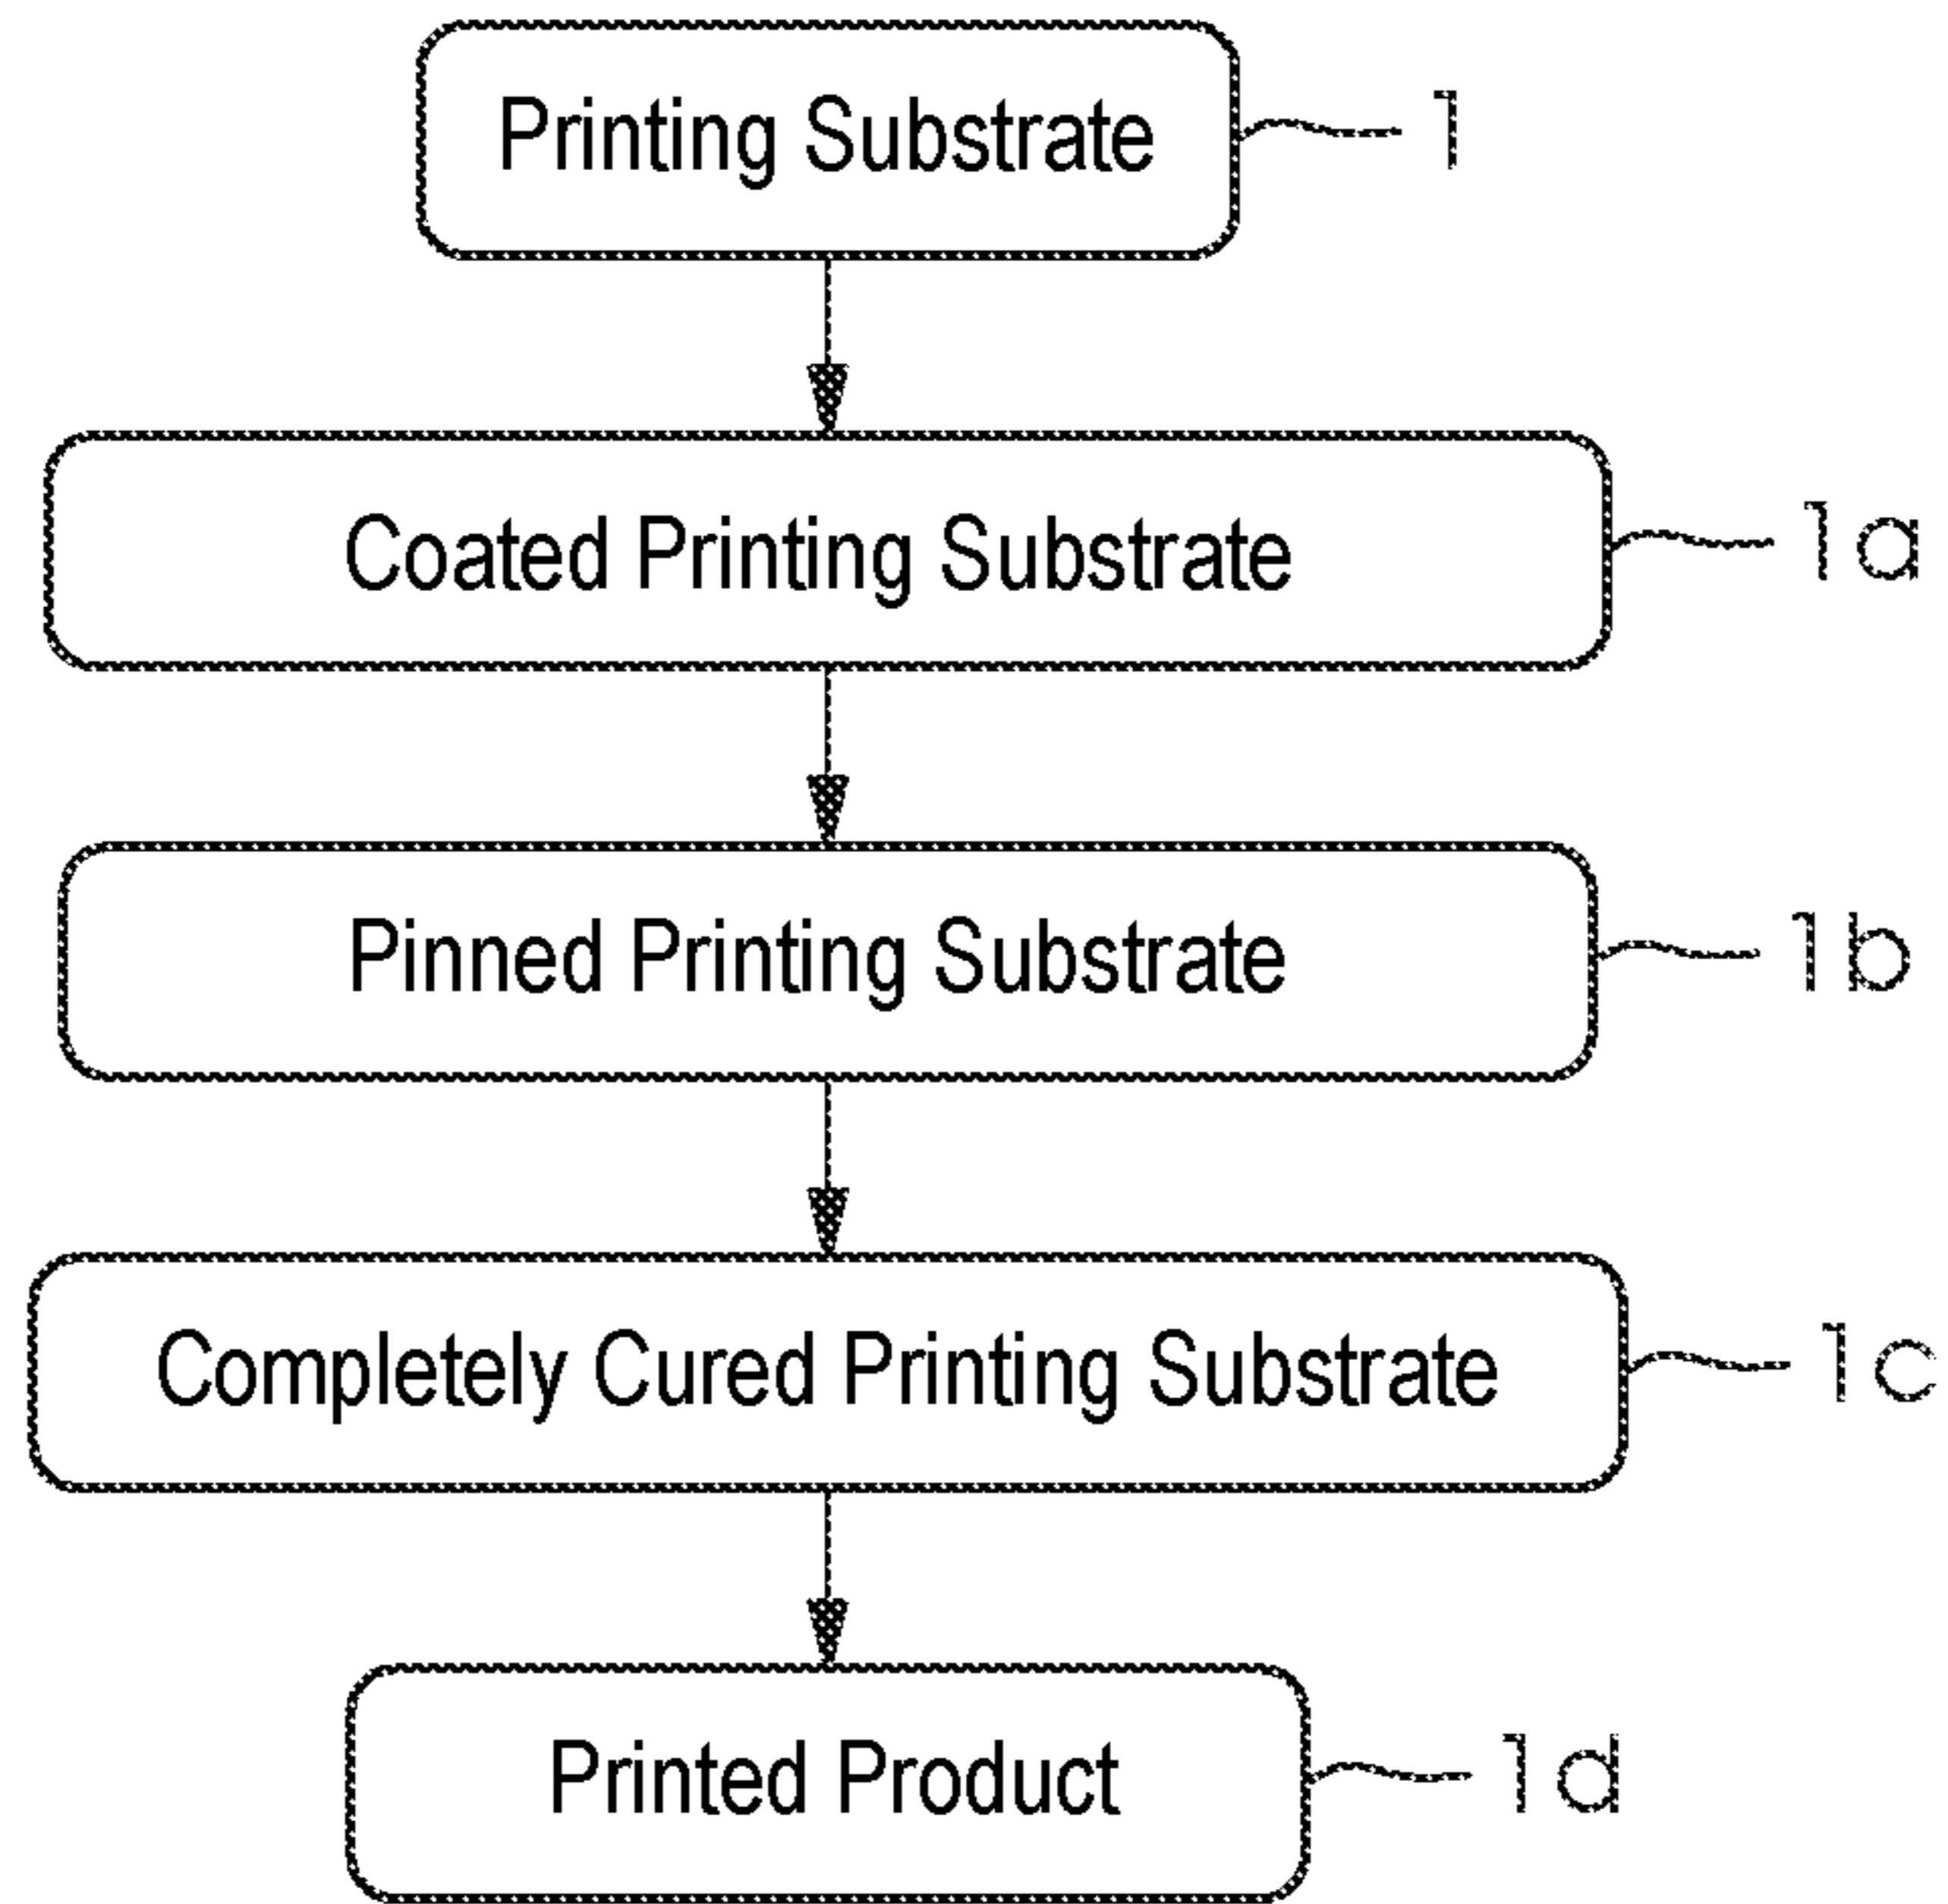 Printing Substrate 1
Coated Printing Substrate 1a
Pinned Printing Substrate 1b
Completely Cured Printing Substrate 1c
Printed Product 1d